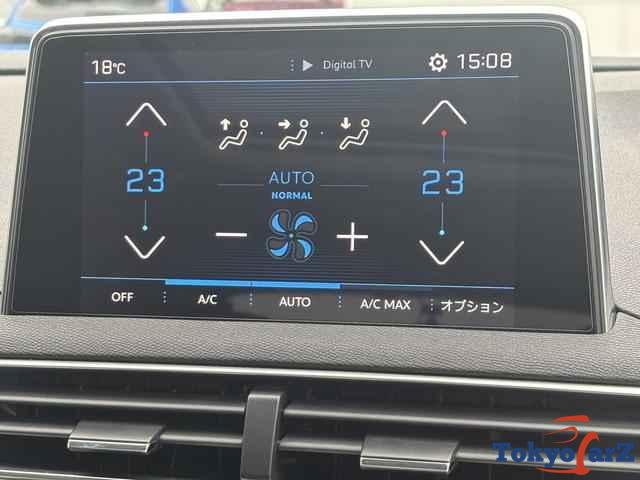 18°C Digital TV 15:08
23 23
AUTO
NORMAL
OFF A/C AUTO A/C MAX オプション
TokyoCarZ